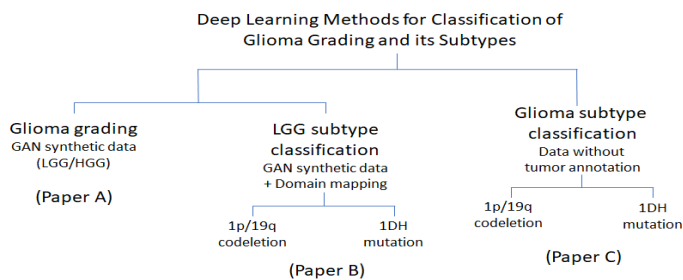 Deep Learning Methods for Classification of
Glioma Grading and its Subtypes
Glioma grading
GAN synthetic data
(LGG/HGG)
(Paper A)
LGG subtype
classification
GAN synthetic data
+ Domain mapping
1p/19q
codeletion
1DH
mutation
(Paper B)
Glioma subtype
classification
Data without
tumor annotation
1p/19q
codeletion
1DH
mutation
(Paper C)